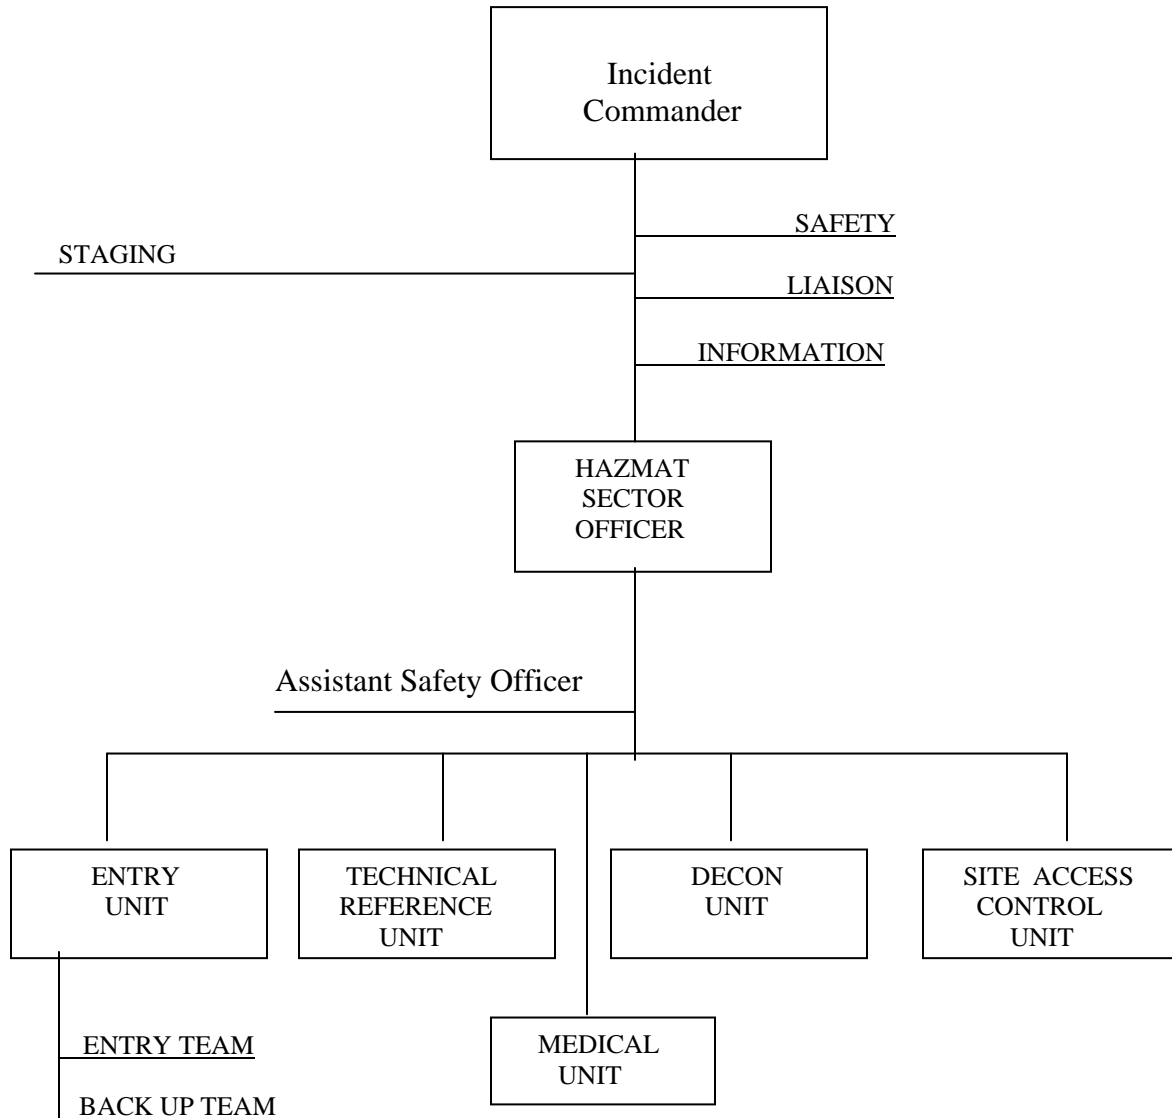 Incident
Commander
SAFETY
STAGING
LIAISON
INFORMATION
HAZMAT
SECTOR
OFFICER
Assistant Safety Officer
ENTRY
UNIT
TECHNICAL
REFERENCE
UNIT
DECON
UNIT
SITE ACCESS
CONTROL
UNIT
ENTRY TEAM
BACK UP TEAM
MEDICAL
UNIT